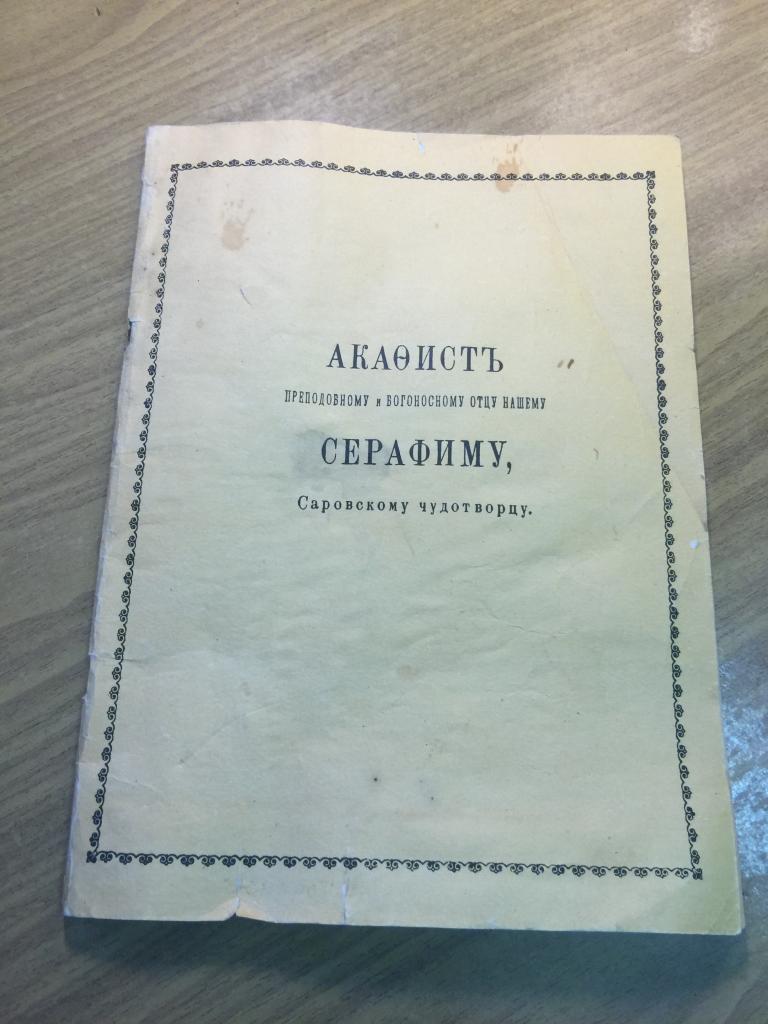 АКАѲИСТЪ
ПРЕПОДОБНОМУ и БОГОНОСНОМУ ОТЦУ НАШЕМУ
СЕРАФИМУ,
Саровскому чудотворцу.